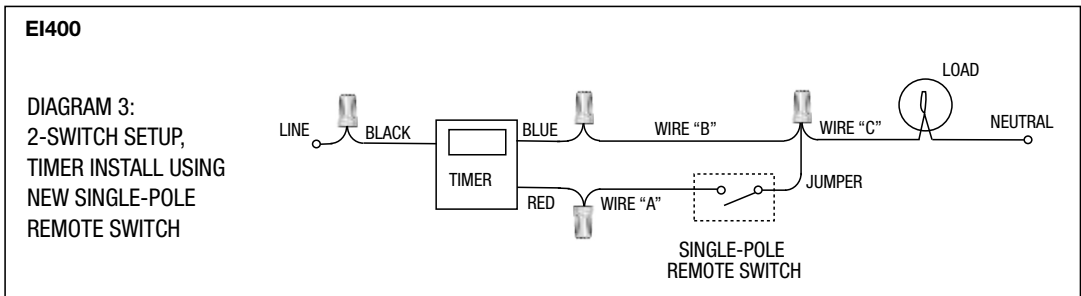 EI400
DIAGRAM 3:
2-SWITCH SETUP,
TIMER INSTALL USING
NEW SINGLE-POLE
REMOTE SWITCH
LINE
BLACK
TIMER
BLUE
RED
WIRE “B”
WIRE “A”
WIRE “C”
JUMPER
LOAD
NEUTRAL
SINGLE-POLE
REMOTE SWITCH